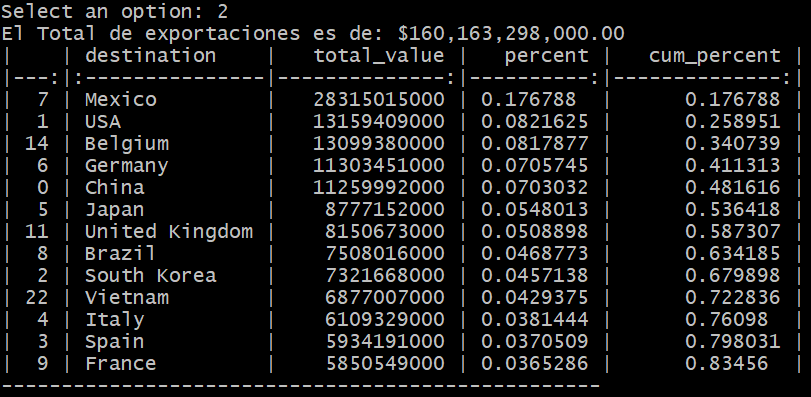 Select an option: 2
El Total de exportaciones es de: $160,163,298,000.00
|    | destination    |   total_value |   percent |   cum_percent |
|---:|:---------------|--------------:|----------:|--------------:|
|  7 | Mexico         |   28315015000 | 0.176788  |      0.176788 |
|  1 | USA            |   13159409000 | 0.0821625 |      0.258951 |
| 14 | Belgium        |   13099380000 | 0.0817877 |      0.340739 |
|  6 | Germany        |   11303451000 | 0.0705745 |      0.411313 |
|  0 | China          |   11259992000 | 0.0703032 |      0.481616 |
|  5 | Japan          |    8777152000 | 0.0548013 |      0.536418 |
| 11 | United Kingdom |    8150673000 | 0.0508898 |      0.587307 |
|  8 | Brazil         |    7508016000 | 0.0468773 |      0.634185 |
|  2 | South Korea    |    7321668000 | 0.0457138 |      0.679898 |
| 22 | Vietnam        |    6877007000 | 0.0429375 |      0.722836 |
|  4 | Italy          |    6109329000 | 0.0381444 |      0.76098  |
|  3 | Spain          |    5934191000 | 0.0370509 |      0.798031 |
|  9 | France         |    5850549000 | 0.0365286 |      0.83456  |
-------------------------------------------------------